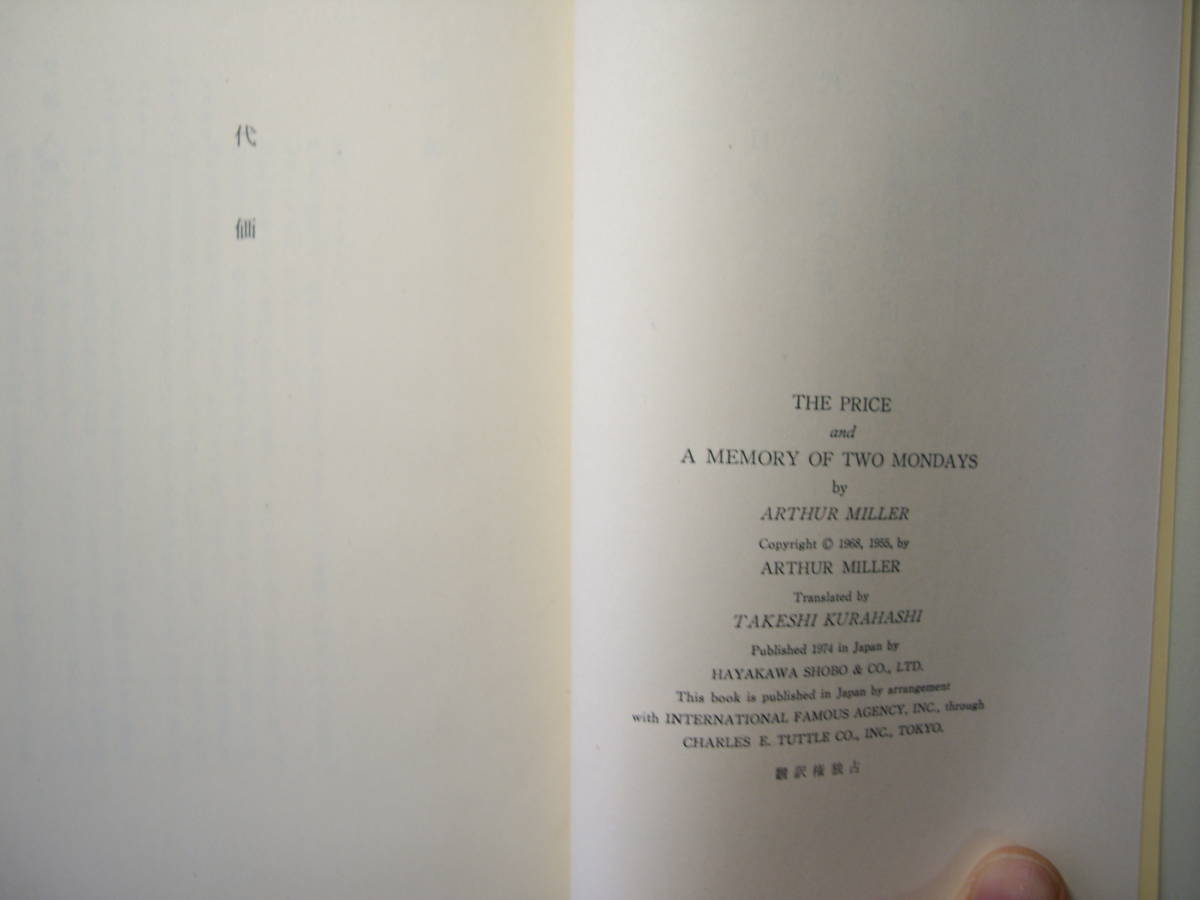 代価
THE PRICE
and
A MEMORY OF TWO MONDAYS
by
ARTHUR MILLER
Copyright © 1968, 1955, by
ARTHUR MILLER
Translated by
TAKESHI KURAHASHI
Published 1974 in Japan by
HAYAKAWA SHOBO & CO., LTD.
This book is published in Japan by arrangement
with INTERNATIONAL FAMOUS AGENCY, INC., through
CHARLES E. TUTTLE CO., INC., TOKYO.
翻訳権独占